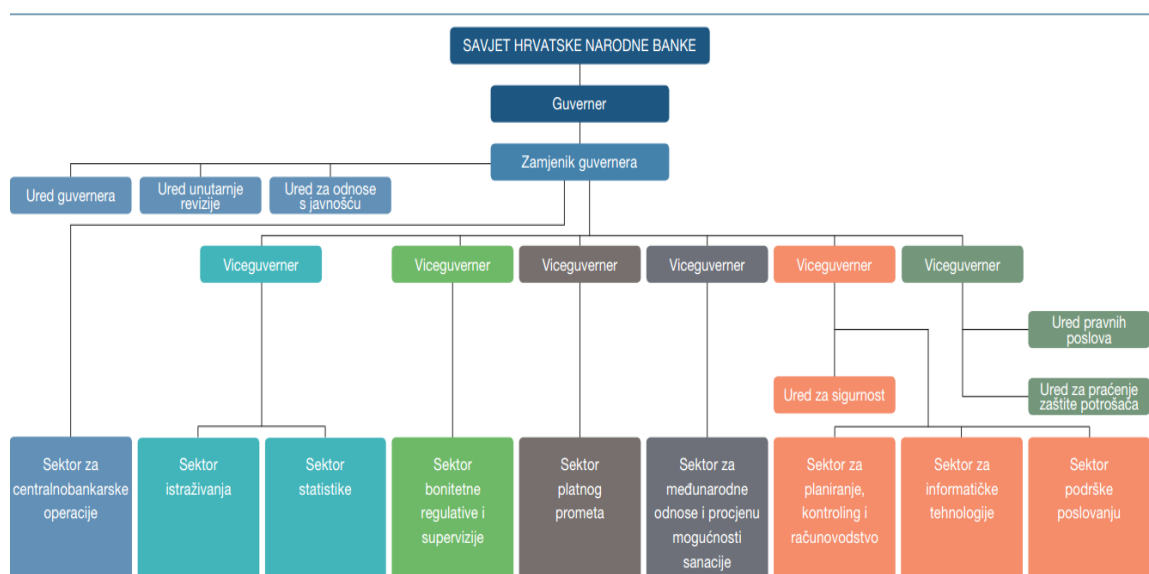 SAVJET HRVATSKE NARODNE BANKE
Guverner
Zamjenik guvernera
Ured guvernera
Ured unutarnje
revizije
Ured za odnose
s javnošću
Viceguverner
Viceguverner
Viceguverner
Viceguverner
Viceguverner
Viceguverner
Ured pravnih
poslova
Ured za sigurnost
Ured za praćenje
zaštite potrošača
Sektor za
centralnobankarske
operacije
Sektor
istraživanja
Sektor
statistike
Sektor
bonitetne
regulative i
supervizije
Sektor
platnog
prometa
Sektor za
međunarodne
odnose i procjenu
mogućnosti
sanacije
Sektor za
planiranje,
kontroling i
računovodstvo
Sektor za
informatičke
tehnologije
Sektor
podrške
poslovanju